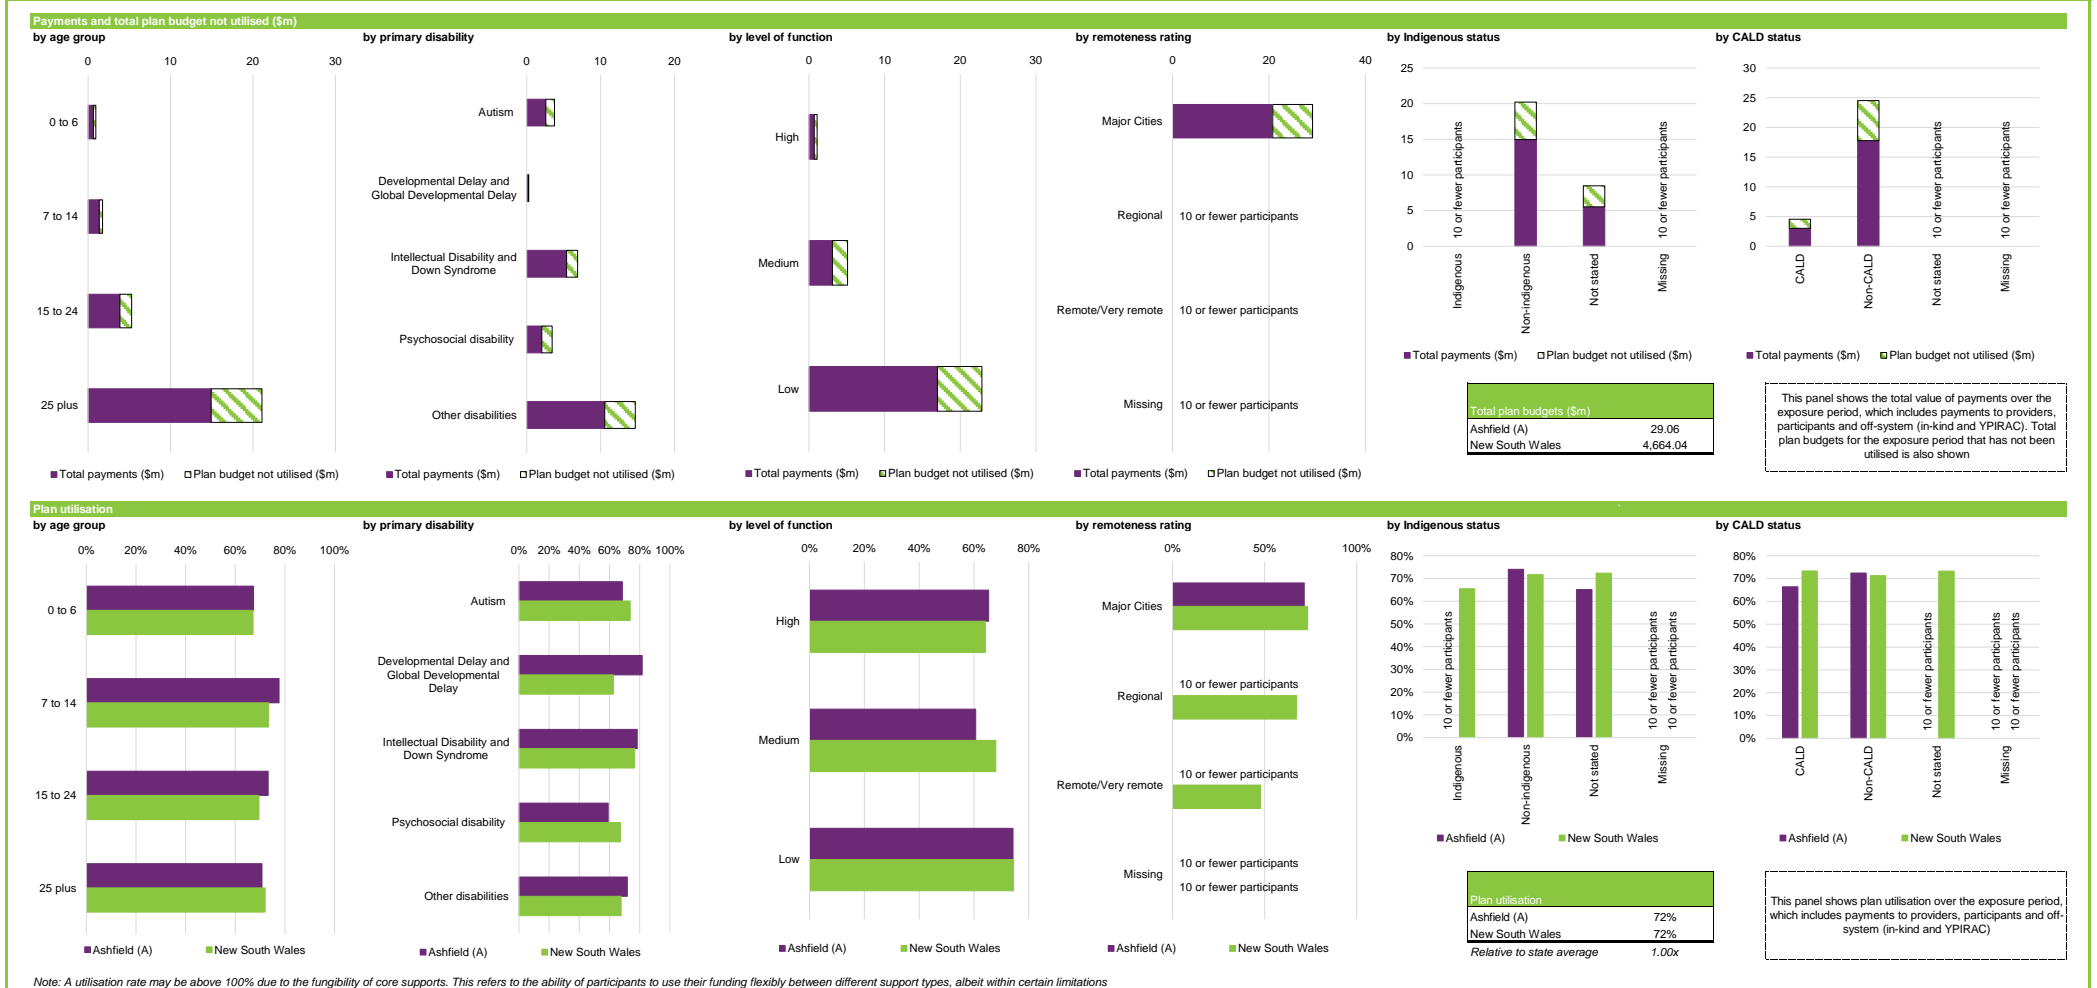 Payments and total plan budget not utilised ($m)
by age group
0 10 20 30
0 to 6
7 to 14
15 to 24
25 plus
Total payments ($m) Plan budget not utilised ($m)
by primary disability
0 10 20
Autism
Developmental Delay and
Global Developmental Delay
Intellectual Disability and
Down Syndrome
Psychosocial disability
Other disabilities
Total payments ($m) Plan budget not utilised ($m)
by level of function
0 10 20 30
High
Medium
Low
Total payments ($m) Plan budget not utilised ($m)
by remoteness rating
0 20 40
Major Cities
Regional 10 or fewer participants
Remote/Very remote 10 or fewer participants
Missing 10 or fewer participants
Total payments ($m) Plan budget not utilised ($m)
by Indigenous status
25
20
15
10
5
0
10 or fewer participants
10 or fewer participants
Indigenous
Non-indigenous
Not stated
Missing
Total payments ($m) Plan budget not utilised ($m)
by CALD status
30
25
20
15
10
5
0
10 or fewer participants
10 or fewer participants
CALD
Non-CALD
Not stated
Missing
Total payments ($m) Plan budget not utilised ($m)
Total plan budgets ($m)
Ashfield (A) 29.06
New South Wales 4,664.04
This panel shows the total value of payments over the
exposure period, which includes payments to providers,
participants and off-system (in-kind and YPIRAC). Total
plan budgets for the exposure period that has not been
utilised is also shown
Plan utilisation
by age group
0% 20% 40% 60% 80% 100%
0 to 6
7 to 14
15 to 24
25 plus
Ashfield (A) New South Wales
by primary disability
0% 20% 40% 60% 80% 100%
Autism
Developmental Delay and
Global Developmental
Delay
Intellectual Disability and
Down Syndrome
Psychosocial disability
Other disabilities
Ashfield (A) New South Wales
by level of function
0% 20% 40% 60% 80%
High
Medium
Low
Ashfield (A) New South Wales
by remoteness rating
0% 50% 100%
Major Cities
10 or fewer participants
Regional
10 or fewer participants
Remote/Very remote
10 or fewer participants
Missing
10 or fewer participants
Ashfield (A) New South Wales
by Indigenous status
80%
70%
60%
50%
40%
30%
20%
10%
0%
10 or fewer participants
10 or fewer participants
10 or fewer participants
Indigenous
Non-indigenous
Not stated
Missing
Ashfield (A) New South Wales
by CALD status
80%
70%
60%
50%
40%
30%
20%
10%
0%
10 or fewer participants
10 or fewer participants
10 or fewer participants
CALD
Non-CALD
Not stated
Missing
Ashfield (A) New South Wales
Plan utilisation
Ashfield (A) 72%
New South Wales 72%
Relative to state average 1.00x
This panel shows plan utilisation over the exposure period,
which includes payments to providers, participants and off-
system (in-kind and YPIRAC)
Note: A utilisation rate may be above 100% due to the fungibility of core supports. This refers to the ability of participants to use their funding flexibly between different support types, albeit within certain limitations